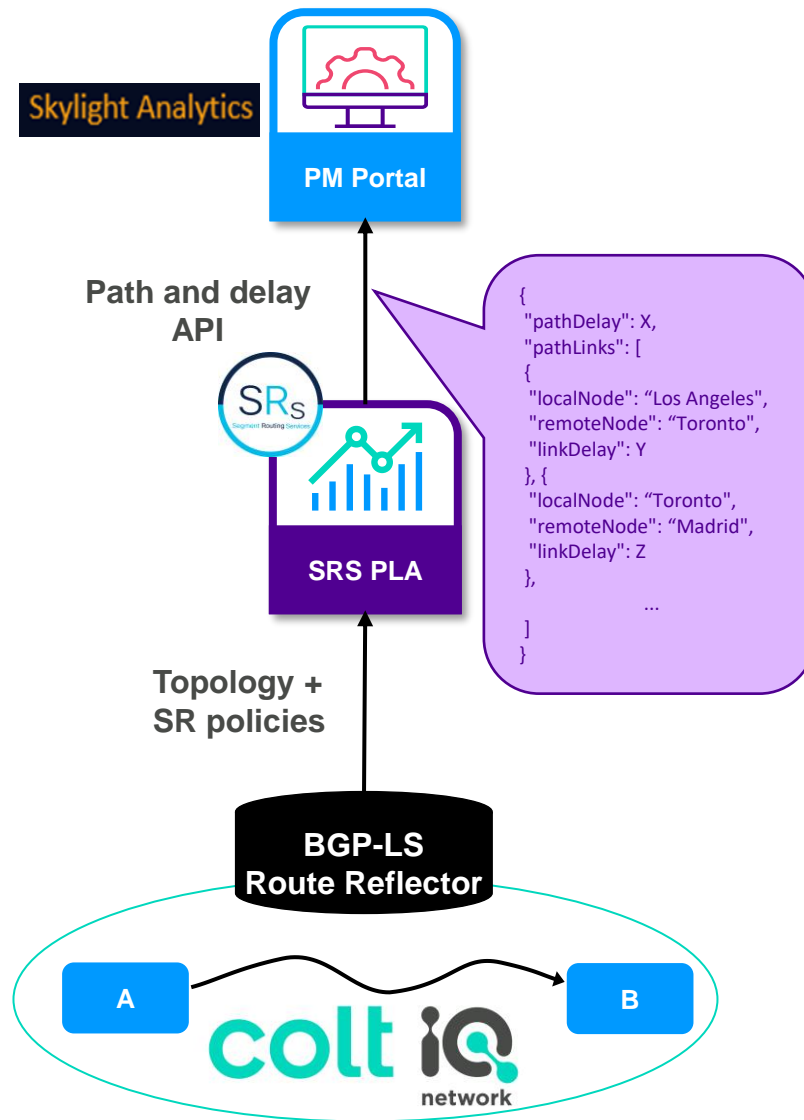 Skylight Analytics
PM Portal
Path and delay
API
SRs
Segment Routing Services
SRS PLA
{
"pathDelay": X,
"pathLinks": [
{
"localNode": “Los Angeles",
"remoteNode": “Toronto",
"linkDelay": Y
}, {
"localNode": “Toronto",
"remoteNode": “Madrid",
"linkDelay": Z
},
...
]
}
Topology +
SR policies
BGP-LS
Route Reflector
A
B
colt iQ
network